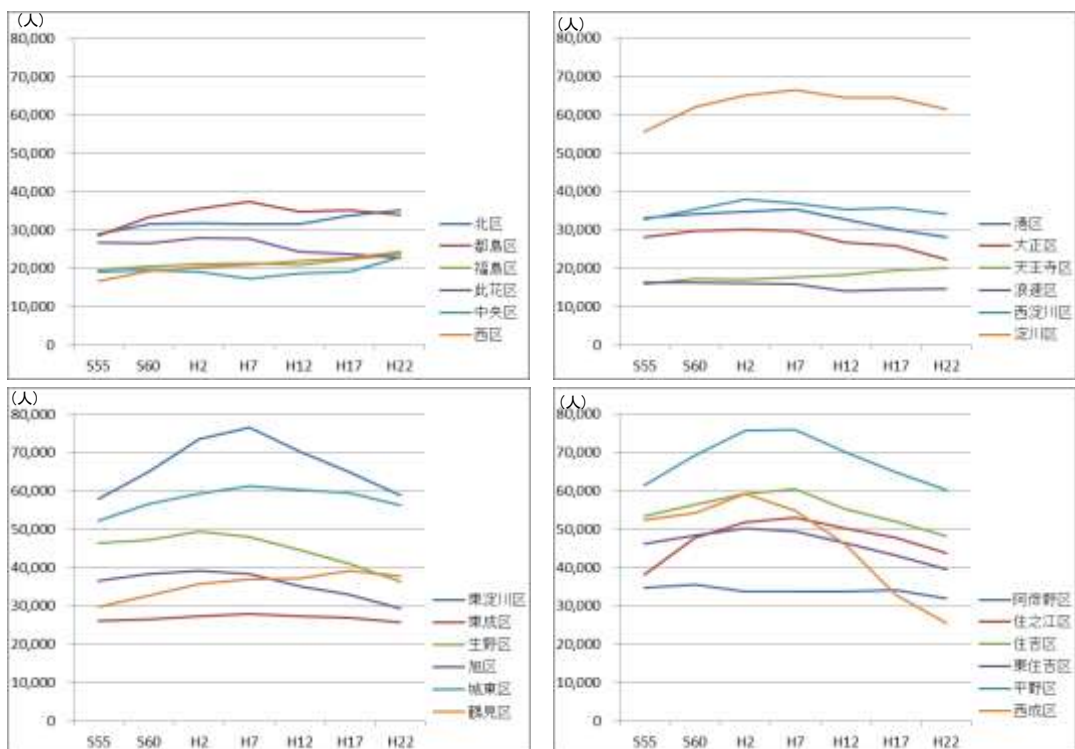 (人)
80,000
70,000
60,000
50,000
40,000
30,000
20,000
10,000
0
S55 S60 H2 H7 H12 H17 H22
北区
都島区
福島区
此花区
中央区
西区
(人)
80,000
70,000
60,000
50,000
40,000
30,000
20,000
10,000
0
S55 S60 H2 H7 H12 H17 H22
港区
大正区
天王寺区
浪速区
西淀川区
淀川区
(人)
80,000
70,000
60,000
50,000
40,000
30,000
20,000
10,000
0
S55 S60 H2 H7 H12 H17 H22
東淀川区
東成区
生野区
旭区
城東区
鶴見区
(人)
80,000
70,000
60,000
50,000
40,000
30,000
20,000
10,000
0
S55 S60 H2 H7 H12 H17 H22
阿倍野区
住之江区
住吉区
東住吉区
平野区
西成区